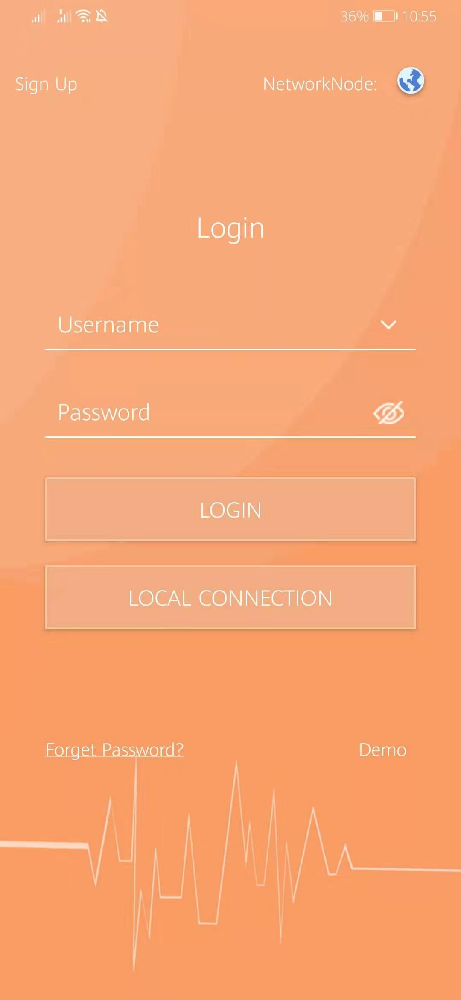 R 36% 10:55
Sign Up NetworkNode:
Login
Username
Password
LOGIN
LOCAL CONNECTION
Forget Password? Demo